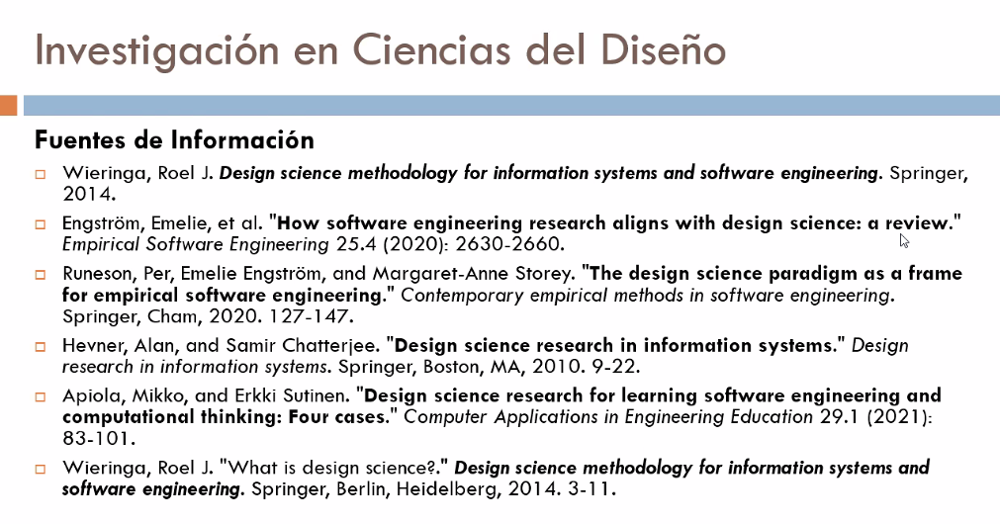 Investigación en Ciencias del Diseño
Fuentes de Información
Wieringa, Roel J. Design science methodology for information systems and software engineering. Springer,
2014.
Engström, Emelie, et al. "How software engineering research aligns with design science: a review."
Empirical Software Engineering 25.4 (2020): 2630-2660.
Runeson, Per, Emelie Engström, and Margaret-Anne Storey. "The design science paradigm as a frame
for empirical software engineering." Contemporary empirical methods in software engineering.
Springer, Cham, 2020. 127-147.
Hevner, Alan, and Samir Chatterjee. "Design science research in information systems." Design
research in information systems. Springer, Boston, MA, 2010. 9-22.
Apiola, Mikko, and Erkki Sutinen. "Design science research for learning software engineering and
computational thinking: Four cases." Computer Applications in Engineering Education 29.1 (2021):
83-101.
Wieringa, Roel J. "What is design science?." Design science methodology for information systems and
software engineering. Springer, Berlin, Heidelberg, 2014. 3-11.